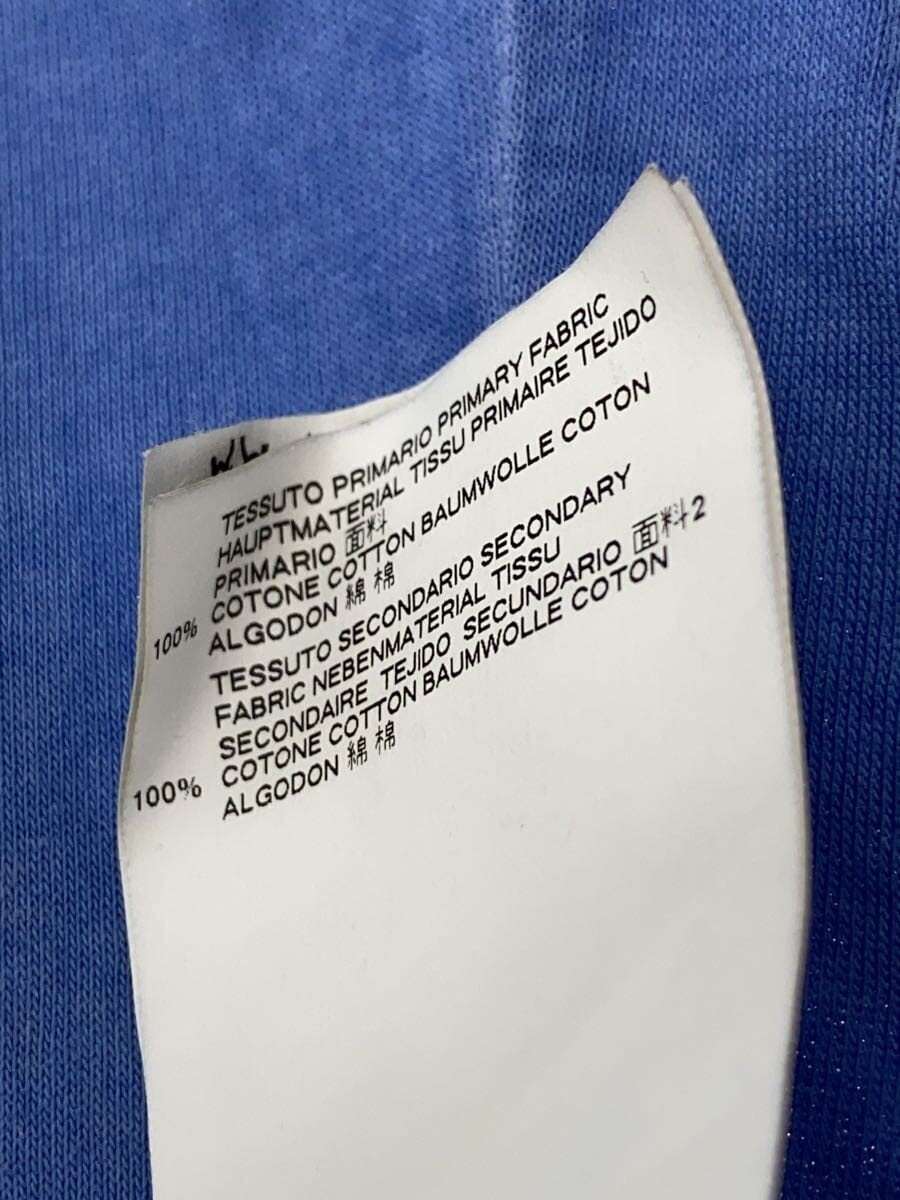 TESSUTO PRIMARIO PRIMARY FABRIC
HAUPTMATERIAL TISSU PRIMAIRE TEJIDO
PRIMARIO 面料
100% COTONE COTTON BAUMWOLLE COTON
ALGODON 綿 棉
TESSUTO SECONDARIO SECONDARY
FABRIC NEBENMATERIAL TISSU
SECONDAIRE TEJIDO SECUNDARIO 面料2
100% COTONE COTTON BAUMWOLLE COTON
ALGODON 綿 棉